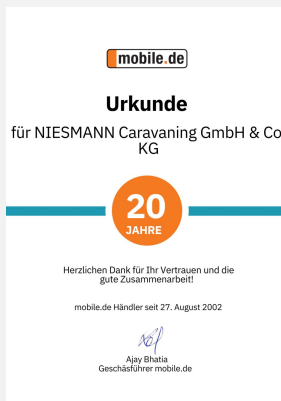 mobile.de
Urkunde
für NIESMANN Caravaning GmbH & Co
KG
20
JAHRE
Herzlichen Dank für Ihr Vertrauen und die
gute Zusammenarbeit!
mobile.de Händler seit 27. August 2002
Ajay Bhatia
Geschäsführer mobile.de